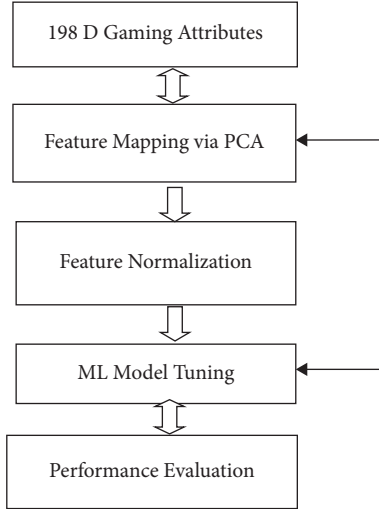 198 D Gaming Attributes
Feature Mapping via PCA
Feature Normalization
ML Model Tuning
Performance Evaluation